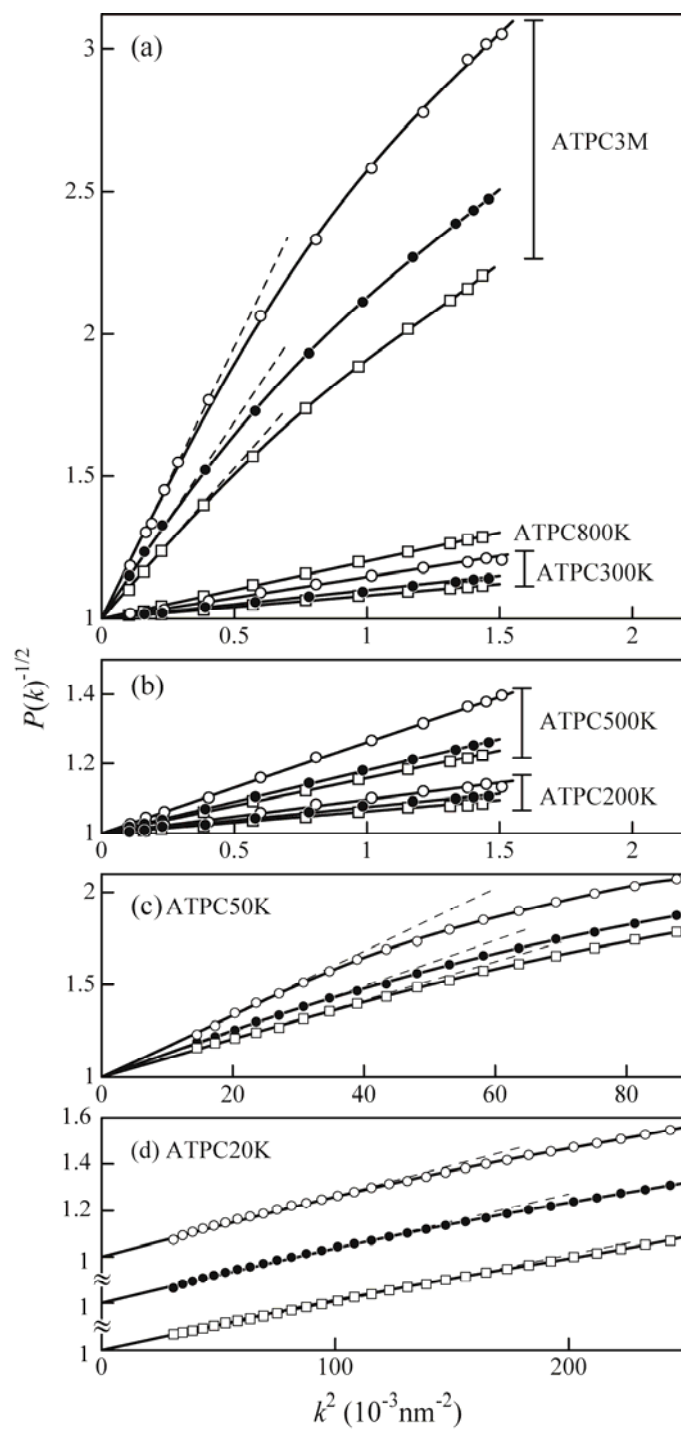 (a)
3
ATPC3M
2.5
2
1.5
ATPC800K
ATPC300K
1
0 0.5 1 1.5 2
P(k)^{-1/2}
(b)
1.4
ATPC500K
1.2
ATPC200K
1
0 0.5 1 1.5 2
2
(c) ATPC50K
1.5
1
0 20 40 60 80
1.6
(d) ATPC20K
1.4
1.2
1
1
1
0 100 200
k² (10⁻³nm⁻²)